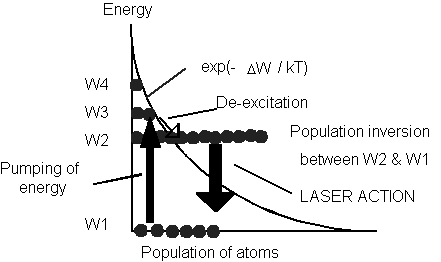 Energy
exp(- ΔW / kT)
W4
De-excitation
W3
W2
Population inversion
between W2 & W1
Pumping of
energy
LASER ACTION
W1
Population of atoms